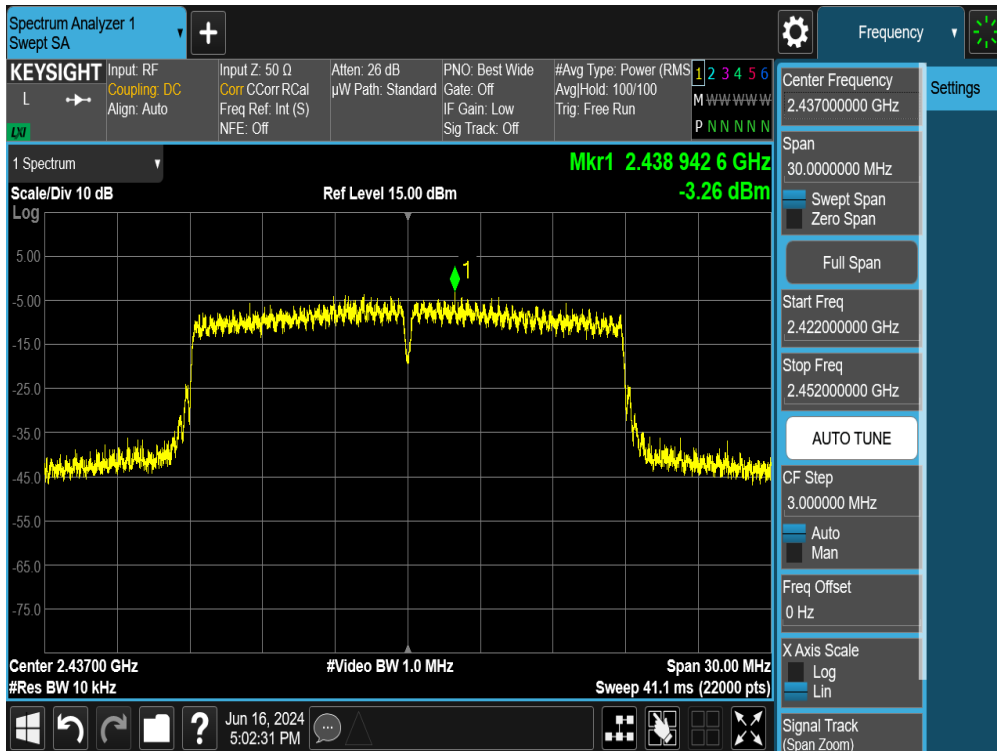 Spectrum Analyzer 1
Swept SA
+
Frequency
KEYSIGHT
L
LXI
Input: RF
Coupling: DC
Align: Auto
Input Z: 50 Ω
Corr CCorr RCal
Freq Ref: Int (S)
NFE: Off
Atten: 26 dB
µW Path: Standard
PNO: Best Wide
Gate: Off
IF Gain: Low
Sig Track: Off
#Avg Type: Power (RMS
Avg|Hold: 100/100
Trig: Free Run
1 2 3 4 5 6
M W W W W W
P N N N N N
1 Spectrum
Mkr1 2.438 942 6 GHz
Scale/Div 10 dB
Ref Level 15.00 dBm
-3.26 dBm
Log
1
5.00
-5.00
-15.0
-25.0
-35.0
-45.0
-55.0
-65.0
-75.0
Center 2.43700 GHz
#Video BW 1.0 MHz
Span 30.00 MHz
#Res BW 10 kHz
Sweep 41.1 ms (22000 pts)
Center Frequency
2.437000000 GHz
Span
30.0000000 MHz
Swept Span
Zero Span
Full Span
Start Freq
2.422000000 GHz
Stop Freq
2.452000000 GHz
AUTO TUNE
CF Step
3.000000 MHz
Auto
Man
Freq Offset
0 Hz
X Axis Scale
Log
Lin
Signal Track
(Span Zoom)
Settings
?
Jun 16, 2024
5:02:31 PM